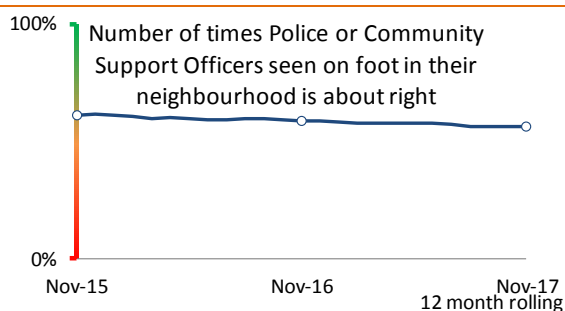 100%
Number of times Police or Community
Support Officers seen on foot in their
neighbourhood is about right
0%
Nov-15
Nov-16
Nov-17
12 month rolling